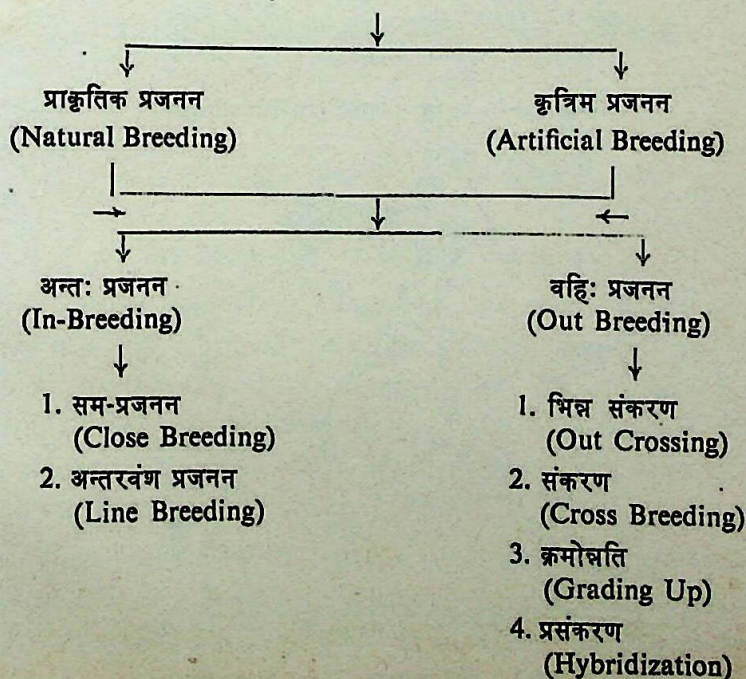 प्राकृतिक प्रजनन
(Natural Breeding)
कृत्रिम प्रजनन
(Artificial Breeding)
अन्तः प्रजनन
(In-Breeding)
वहिः प्रजनन
(Out Breeding)
1. सम-प्रजनन
(Close Breeding)
2. अन्तरवंश प्रजनन
(Line Breeding)
1. भिन्न संकरण
(Out Crossing)
2. संकरण
(Cross Breeding)
3. क्रमोन्नति
(Grading Up)
4. प्रसंकरण
(Hybridization)